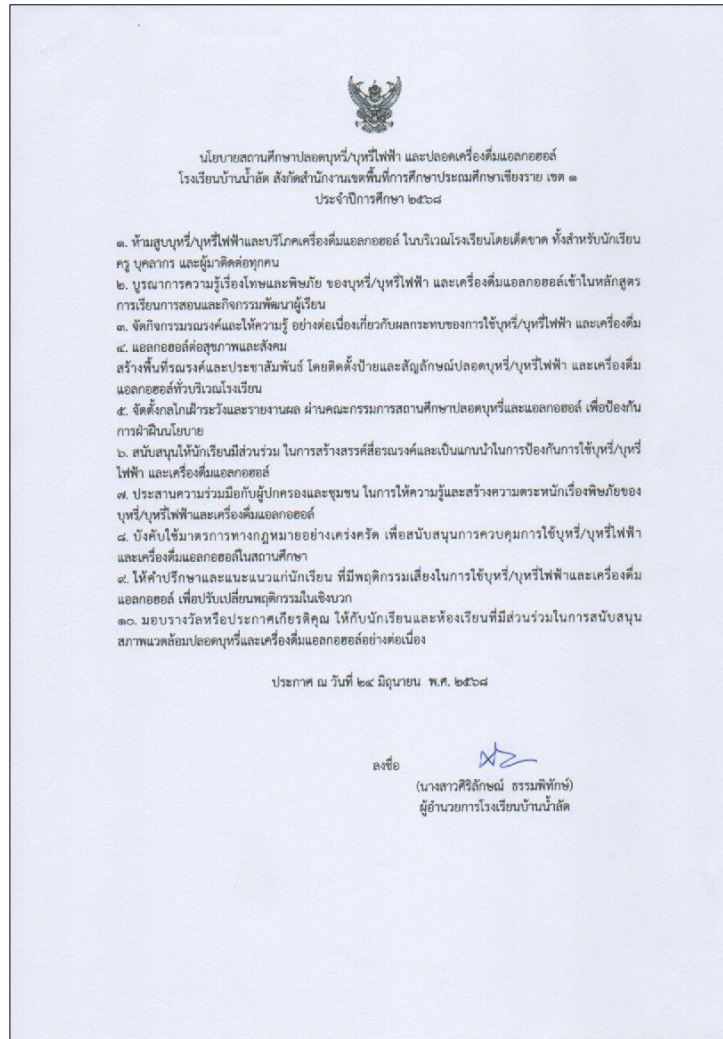 นโยบายสถานศึกษาปลอดบุหรี่/บุหรี่ไฟฟ้า และปลอดเครื่องดื่มแอลกอฮอล์
โรงเรียนบ้านน้ำลัด สังกัดสำนักงานเขตพื้นที่การศึกษาประถมศึกษาเชียงราย เขต ๑
ประจำปีการศึกษา ๒๕๖๘
๑. ห้ามสูบบุหรี่/บุหรี่ไฟฟ้าและบริโภคเครื่องดื่มแอลกอฮอล์ ในบริเวณโรงเรียนโดยเด็ดขาด ทั้งสำหรับนักเรียน
ครู บุคลากร และผู้มาติดต่อทุกคน
๒. บูรณาการความรู้เรื่องโทษและพิษภัย ของบุหรี่/บุหรี่ไฟฟ้า และเครื่องดื่มแอลกอฮอล์เข้าในหลักสูตร
การเรียนการสอนและกิจกรรมพัฒนาผู้เรียน
๓. จัดกิจกรรมรณรงค์และให้ความรู้ อย่างต่อเนื่องเกี่ยวกับผลกระทบของการใช้บุหรี่/บุหรี่ไฟฟ้า และเครื่องดื่ม
๔. แอลกอฮอล์ต่อสุขภาพและสังคม
สร้างพื้นที่รณรงค์และประชาสัมพันธ์ โดยติดตั้งป้ายและสัญลักษณ์ปลอดบุหรี่/บุหรี่ไฟฟ้า และเครื่องดื่ม
แอลกอฮอล์ทั่วบริเวณโรงเรียน
๕. จัดตั้งกลไกเฝ้าระวังและรายงานผล ผ่านคณะกรรมการสถานศึกษาปลอดบุหรี่และแอลกอฮอล์ เพื่อป้องกัน
การฝ่าฝืนนโยบาย
๖. สนับสนุนให้นักเรียนมีส่วนร่วม ในการสร้างสรรค์สื่อรณรงค์และเป็นแกนนำในการป้องกันการใช้บุหรี่/บุหรี่
ไฟฟ้า และเครื่องดื่มแอลกอฮอล์
๗. ประสานความร่วมมือกับผู้ปกครองและชุมชน ในการให้ความรู้และสร้างความตระหนักเรื่องพิษภัยของ
บุหรี่/บุหรี่ไฟฟ้าและเครื่องดื่มแอลกอฮอล์
๘. บังคับใช้มาตรการทางกฎหมายอย่างเคร่งครัด เพื่อสนับสนุนการควบคุมการใช้บุหรี่/บุหรี่ไฟฟ้า
และเครื่องดื่มแอลกอฮอล์ในสถานศึกษา
๙. ให้คำปรึกษาและแนะแนวแก่นักเรียน ที่มีพฤติกรรมเสี่ยงในการใช้บุหรี่/บุหรี่ไฟฟ้าและเครื่องดื่ม
แอลกอฮอล์ เพื่อปรับเปลี่ยนพฤติกรรมในเชิงบวก
๑๐. มอบรางวัลหรือประกาศเกียรติคุณ ให้กับนักเรียนและห้องเรียนที่มีส่วนร่วมในการสนับสนุน
สภาพแวดล้อมปลอดบุหรี่และเครื่องดื่มแอลกอฮอล์อย่างต่อเนื่อง
ประกาศ ณ วันที่ ๒๔ มิถุนายน พ.ศ. ๒๕๖๘
ลงชื่อ
(นางสาวศิริลักษณ์ ธรรมพิทักษ์)
ผู้อำนวยการโรงเรียนบ้านน้ำลัด